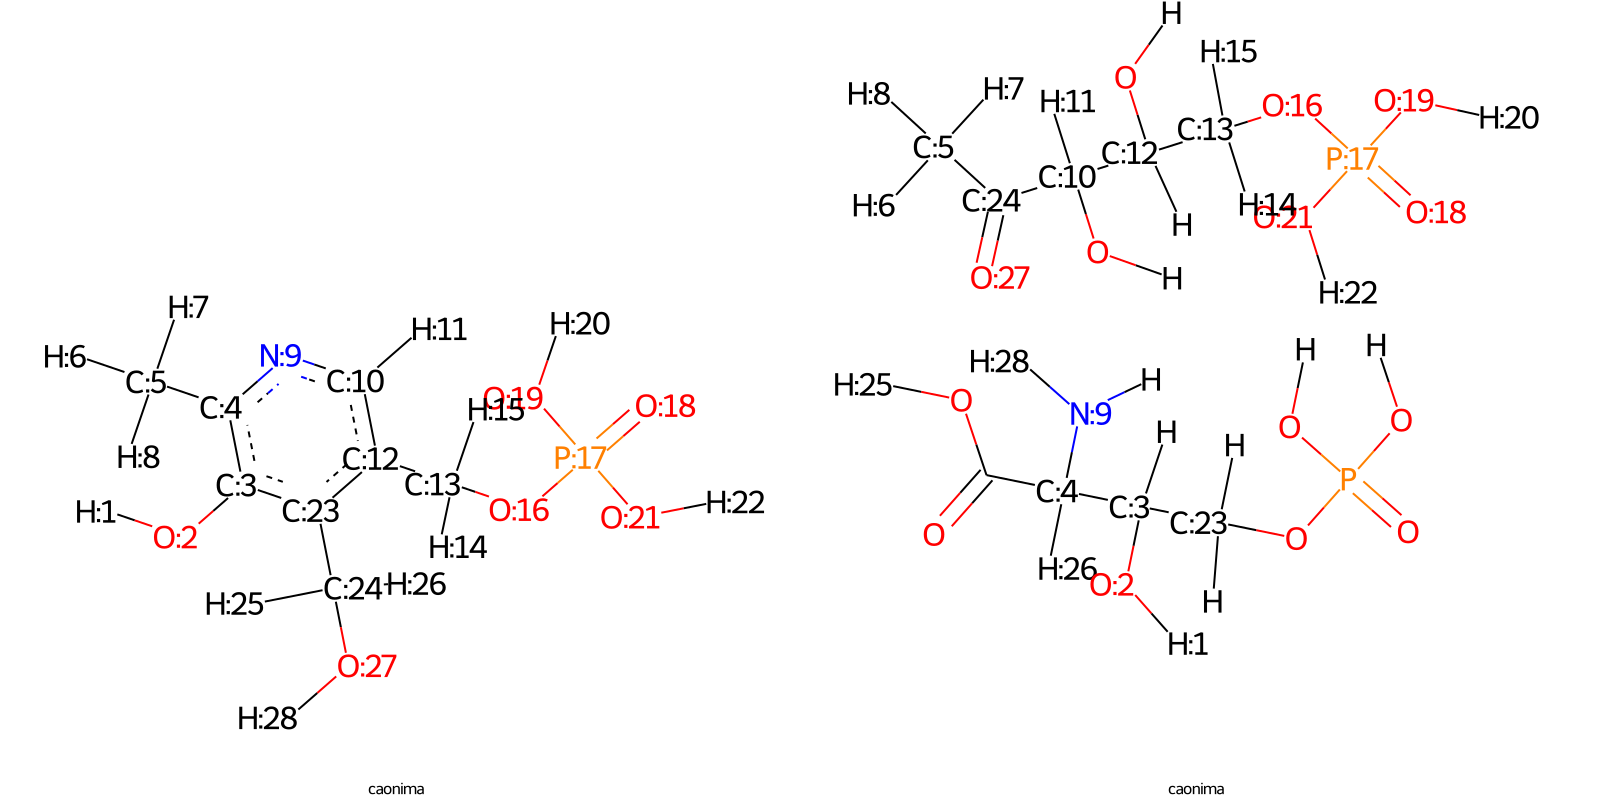 H
H:15
H:8
H:7
H:11
O
O:16
O:19
H:20
C:5
C:13
C:12
P:17
C:10
H:6
C:24
H:14
O:21
O:18
H
O
H
O:27
H:22
H:7
H:6
N:9
H:11
H:20
C:5
C:10
O:19
H:15
O:18
C:4
H:8
C:12
P:17
C:3
C:13
H:1
C:23
O:16
O:21
H:22
O:2
H:14
H:25
C:24
H:26
O:27
H:28
H:28
H
H
H:25
O
N:9
H
H
H
O
O
C:4
C:3
C:23
P
O
O
O
H:26
O:2
H
H:1
caonima
caonima